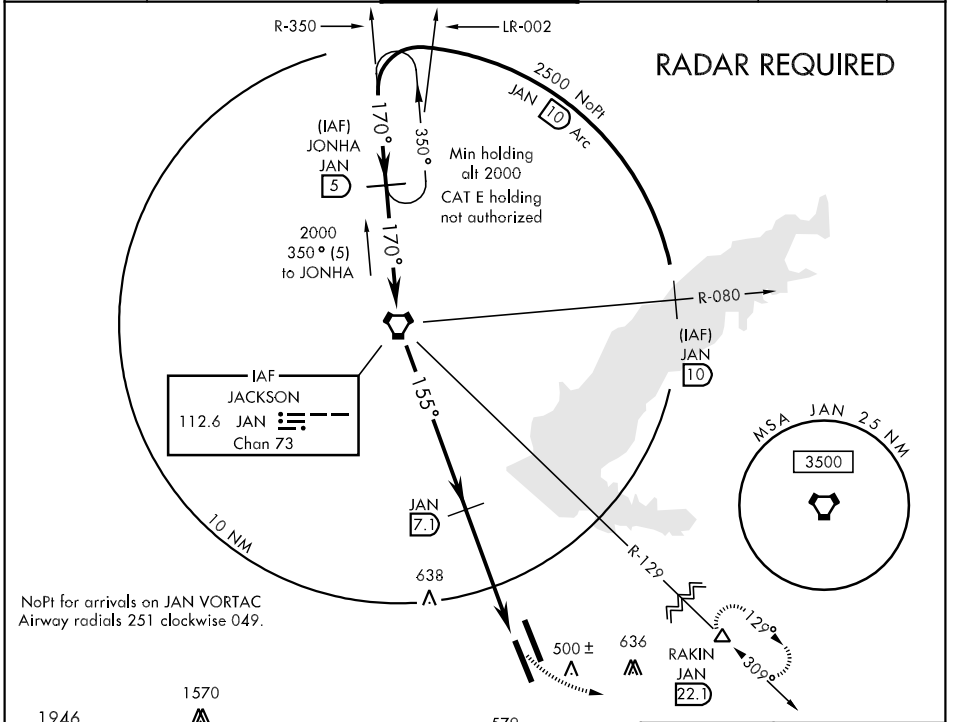 R-350
LR-002
RADAR REQUIRED
2500 NoPt
JAN 10 Arc
(IAF)
JONHA
JAN
5
170°
350°
Min holding
alt 2000
CAT E holding
not authorized
2000
350° (5)
to JONHA
170°
R-080
(IAF)
JAN
10
IAF
JACKSON
112.6 JAN
Chan 73
155°
MSA JAN 25 NM
3500
JAN
7.1
10 NM
R-129
638
NoPt for arrivals on JAN VORTAC
Airway radials 251 clockwise 049.
129°
309°
500 ±
636
RAKIN
JAN
22.1
1570
1946
579